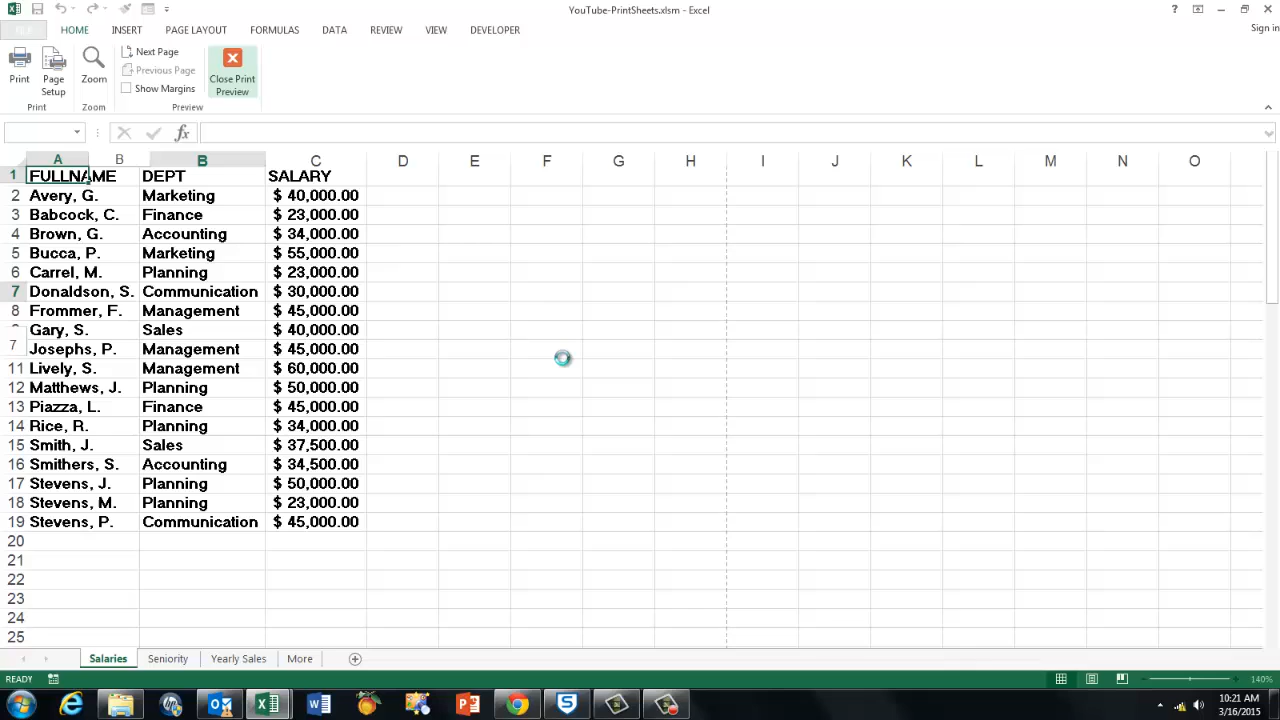 YouTube-PrintSheets.xlsm - Excel
HOME INSERT PAGE LAYOUT FORMULAS DATA REVIEW VIEW DEVELOPER
Sign in
Print
Page Setup
Zoom
Next Page
Previous Page
Show Margins
Close Print Preview
Print Zoom Preview
A B B C D E F G H I J K L M N O
1 FULLNAME DEPT SALARY
2 Avery, G. Marketing $ 40,000.00
3 Babcock, C. Finance $ 23,000.00
4 Brown, G. Accounting $ 34,000.00
5 Bucca, P. Marketing $ 55,000.00
6 Carrel, M. Planning $ 23,000.00
7 Donaldson, S. Communication $ 30,000.00
8 Frommer, F. Management $ 45,000.00
Gary, S. Sales $ 40,000.00
7 Josephs, P. Management $ 45,000.00
11 Lively, S. Management $ 60,000.00
12 Matthews, J. Planning $ 50,000.00
13 Piazza, L. Finance $ 45,000.00
14 Rice, R. Planning $ 34,000.00
15 Smith, J. Sales $ 37,500.00
16 Smithers, S. Accounting $ 34,500.00
17 Stevens, J. Planning $ 50,000.00
18 Stevens, M. Planning $ 23,000.00
19 Stevens, P. Communication $ 45,000.00
20
21
22
23
24
25
Salaries Seniority Yearly Sales More
READY
140%
10:21 AM
3/16/2015